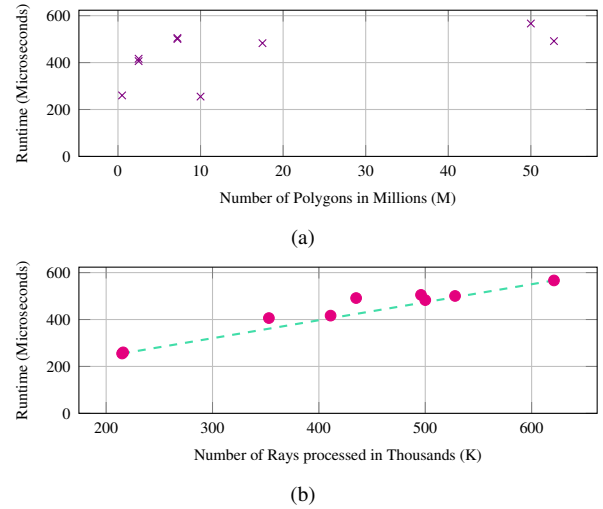 600
400
200
0
Runtime (Microseconds)
0 10 20 30 40 50
Number of Polygons in Millions (M)
(a)
600
400
200
0
Runtime (Microseconds)
200 300 400 500 600
Number of Rays processed in Thousands (K)
(b)